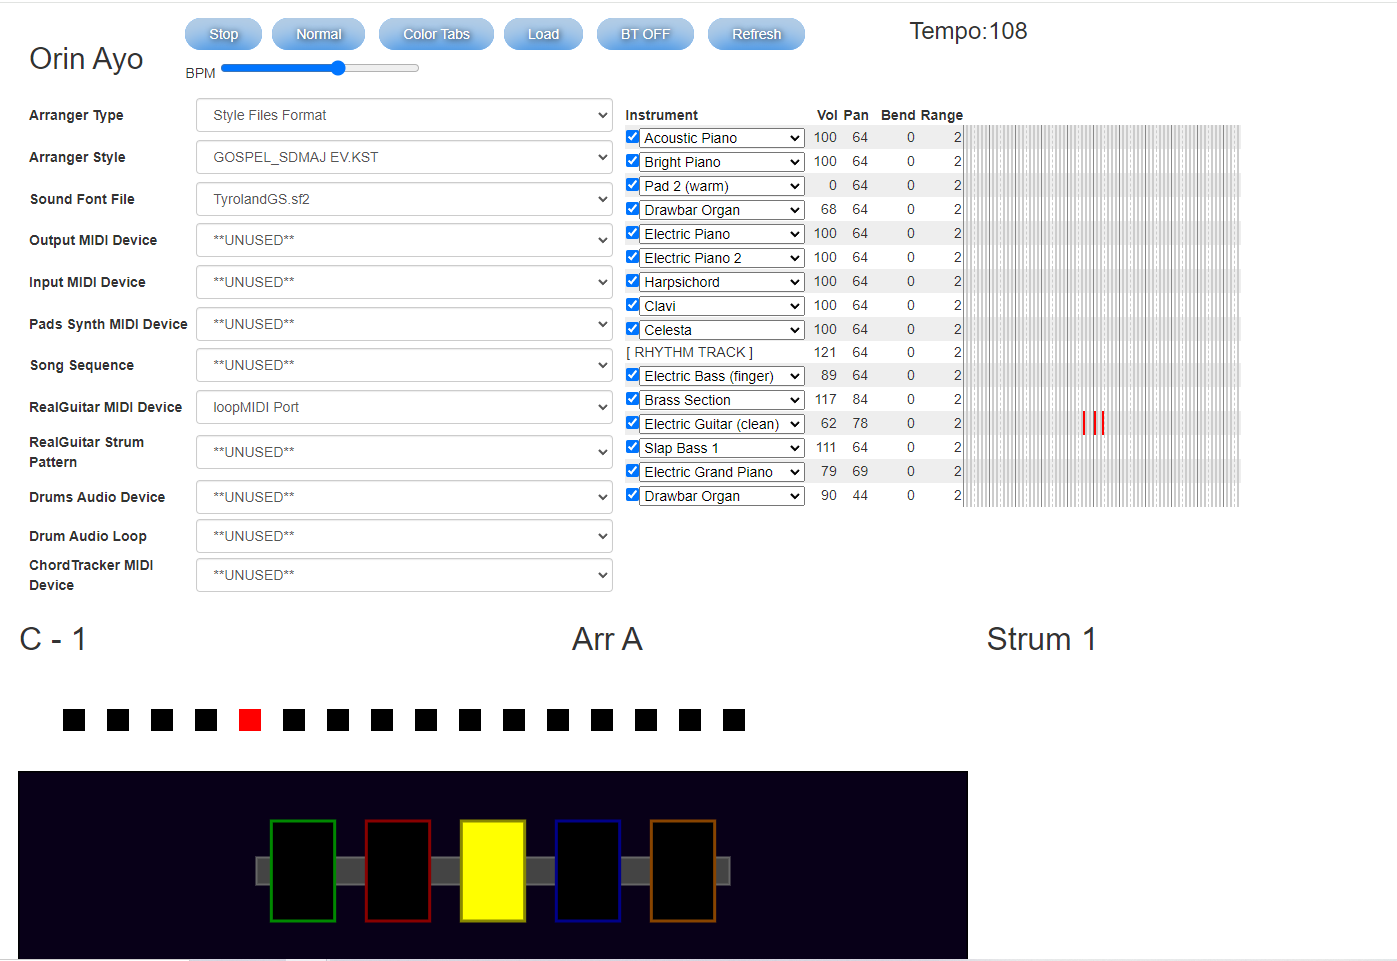 Orin Ayo
Stop Normal Color Tabs Load BT OFF Refresh
Tempo:108
BPM
Arranger Type Style Files Format
Arranger Style GOSPEL_SDMAJ EV.KST
Sound Font File TyrolandGS.sf2
Output MIDI Device **UNUSED**
Input MIDI Device **UNUSED**
Pads Synth MIDI Device **UNUSED**
Song Sequence **UNUSED**
RealGuitar MIDI Device loopMIDI Port
RealGuitar Strum
Pattern **UNUSED**
Drums Audio Device **UNUSED**
Drum Audio Loop **UNUSED**
ChordTracker MIDI
Device **UNUSED**
Instrument Vol Pan Bend Range
Acoustic Piano 100 64 0 2
Bright Piano 100 64 0 2
Pad 2 (warm) 0 64 0 2
Drawbar Organ 68 64 0 2
Electric Piano 100 64 0 2
Electric Piano 2 100 64 0 2
Harpsichord 100 64 0 2
Clavi 100 64 0 2
Celesta 100 64 0 2
[ RHYTHM TRACK ] 121 64 0 2
Electric Bass (finger) 89 64 0 2
Brass Section 117 84 0 2
Electric Guitar (clean) 62 78 0 2
Slap Bass 1 111 64 0 2
Electric Grand Piano 79 69 0 2
Drawbar Organ 90 44 0 2
C - 1
Arr A
Strum 1